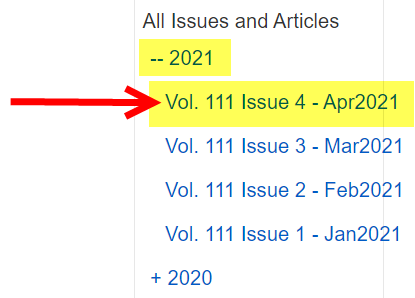 All Issues and Articles
-- 2021
Vol. 111 Issue 4 - Apr2021
Vol. 111 Issue 3 - Mar2021
Vol. 111 Issue 2 - Feb2021
Vol. 111 Issue 1 - Jan2021
+ 2020